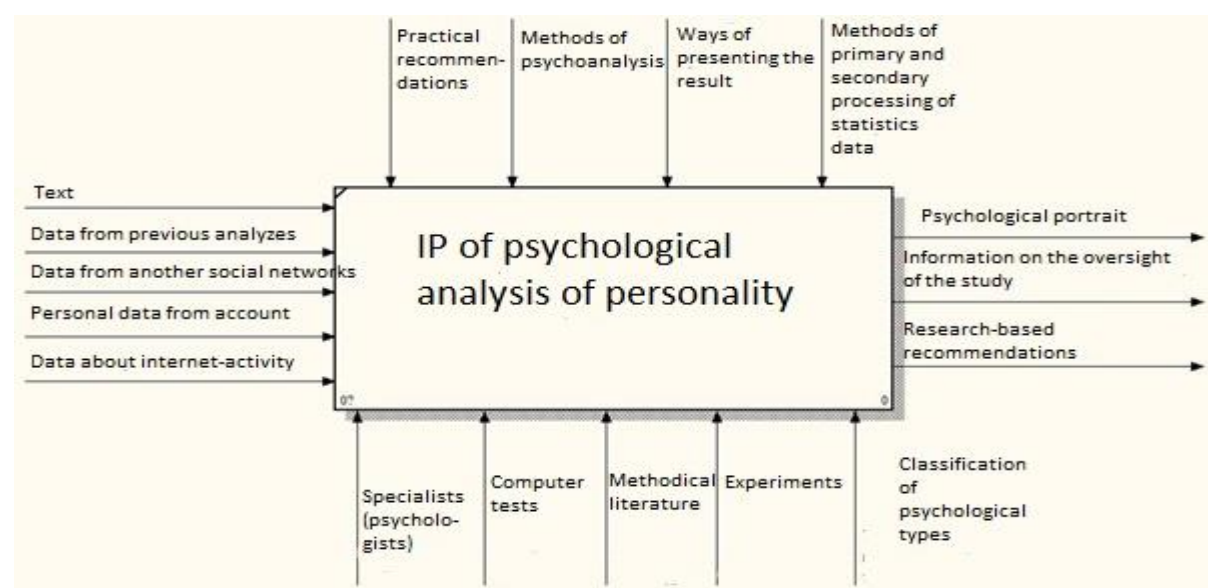 Practical
recommen-
dations
Methods of
psychoanalysis
Ways of
presenting the
result
Methods of
primary and
secondary
processing of
statistics
data
Text
Data from previous analyzes
Data from another social networks
Personal data from account
Data about internet-activity
IP of psychological
analysis of personality
0?
0
Psychological portrait
Information on the oversight
of the study
Research-based
recommendations
Specialists
(psycholo-
gists)
Computer
tests
Methodical
literature
Experiments
Classification
of
psychological
types